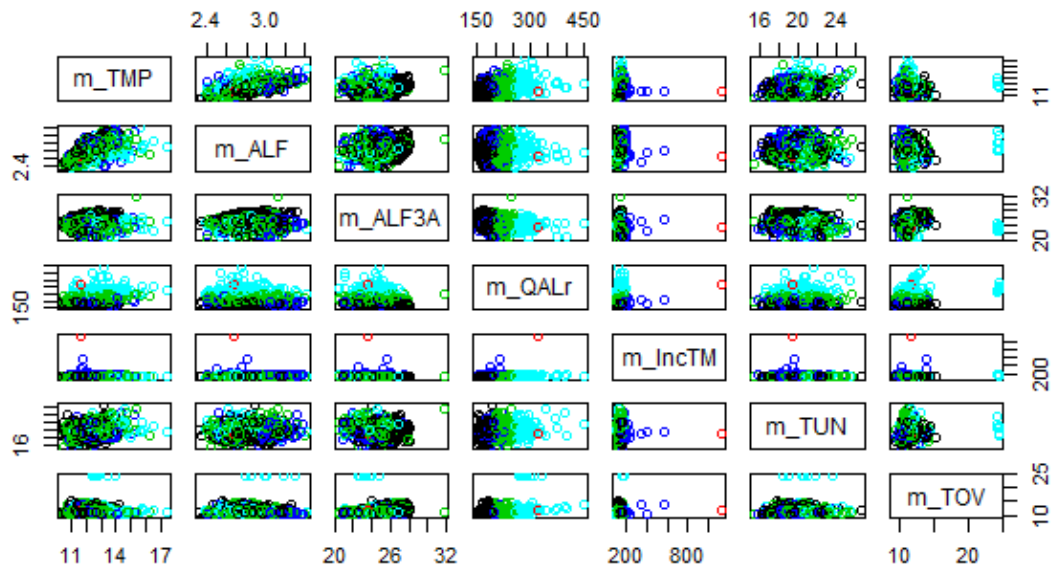 2.4 3.0 150 300 450 16 20 24
m_TMP 11
2.4 m_ALF
m_ALF3A 20 32
150 m_QALr
m_IncTM 200
16 m_TUN
m_TOV 10 25
11 14 17 20 26 32 200 800 10 20